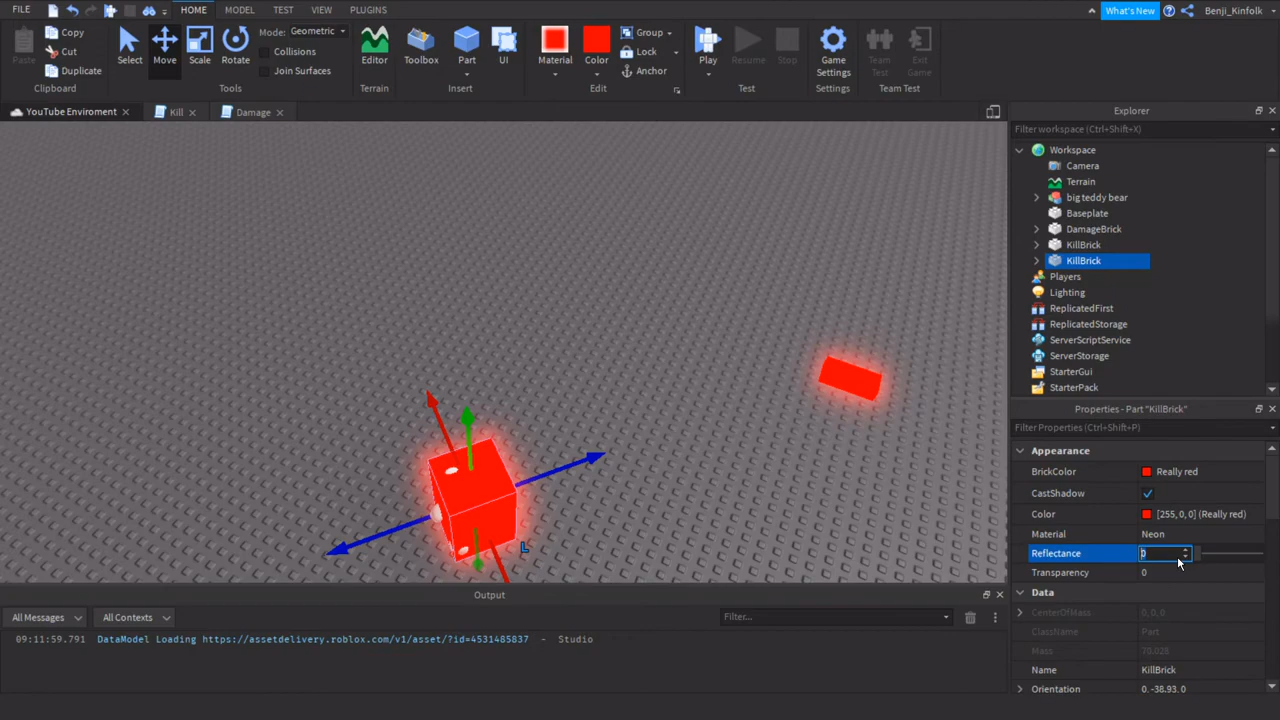 FILE HOME MODEL TEST VIEW PLUGINS What's New Benji_Kinfolk
Paste Copy Cut Duplicate Clipboard
Select Move Scale Rotate Mode: Geometric Collisions Join Surfaces Tools
Editor Terrain
Toolbox Part UI Insert
Material Color Group Lock Anchor Edit
Play Resume Stop Test
Game Settings Settings
Team Test Exit Game Team Test
YouTube Enviroment Kill Damage
Explorer
Filter workspace (Ctrl+Shift+X)
Workspace
Camera
Terrain
big teddy bear
Baseplate
DamageBrick
KillBrick
KillBrick
Players
Lighting
ReplicatedFirst
ReplicatedStorage
ServerScriptService
ServerStorage
StarterGui
StarterPack
Properties - Part "KillBrick"
Filter Properties (Ctrl+Shift+P)
Appearance
BrickColor Really red
CastShadow
Color [255, 0, 0] (Really red)
Material Neon
Reflectance 0
Transparency 0
Data
CenterOfMass 0, 0, 0
ClassName Part
Mass 70.028
Name KillBrick
Orientation 0, -38.93, 0
L
Output
All Messages All Contexts Filter...
09:11:59.791 DataModel Loading https://assetdelivery.roblox.com/v1/asset/?id=4531485837 - Studio